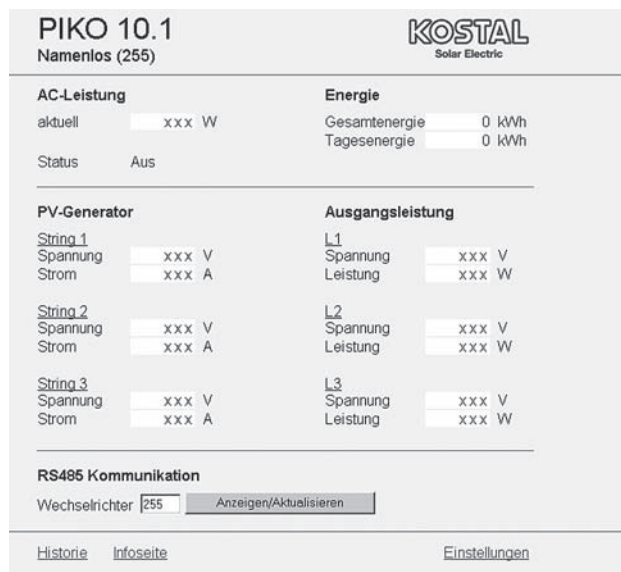 PIKO 10.1
Namenlos (255)
KOSTAL
Solar Electric
AC-Leistung
aktuell xxx W
Status Aus
Energie
Gesamtenergie 0 kWh
Tagesenergie 0 kWh
PV-Generator
String 1
Spannung xxx V
Strom xxx A
String 2
Spannung xxx V
Strom xxx A
String 3
Spannung xxx V
Strom xxx A
Ausgangsleistung
L1
Spannung xxx V
Leistung xxx W
L2
Spannung xxx V
Leistung xxx W
L3
Spannung xxx V
Leistung xxx W
RS485 Kommunikation
Wechselrichter 255 Anzeigen/Aktualisieren
Historie Infoseite Einstellungen